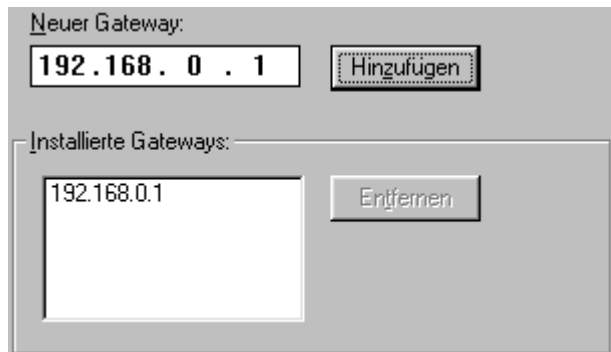 Neuer Gateway:
192.168. 0 . 1 Hinzufügen
Installierte Gateways:
192.168.0.1 Entfernen